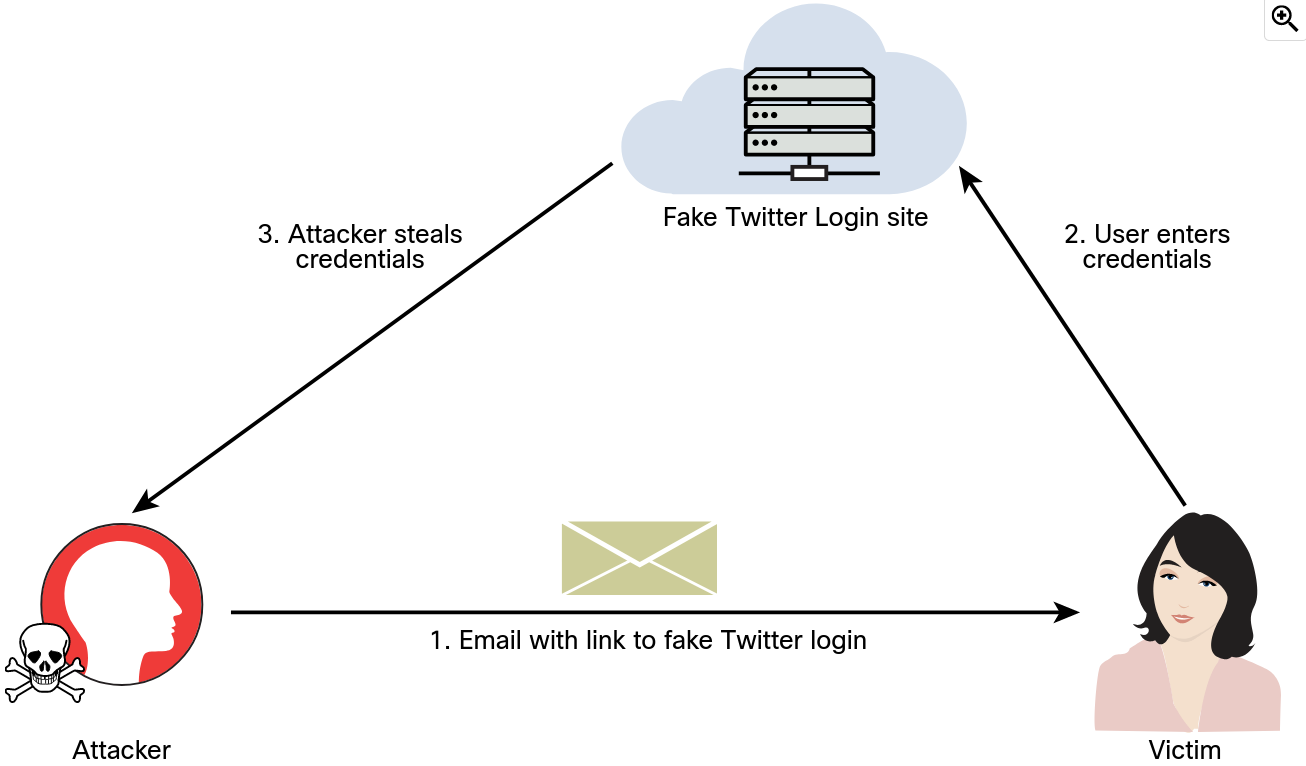 Fake Twitter Login site
3. Attacker steals
credentials
2. User enters
credentials
1. Email with link to fake Twitter login
Attacker
Victim